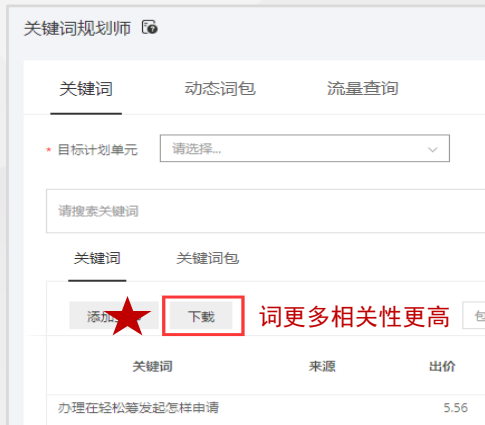 关键词规划师
关键词 动态词包 流量查询
* 目标计划单元 请选择...
请搜素关键词
关键词 关键词包
添加 下载 词更多相关性更高 包
关键词 来源 出价
办理在轻松筹发起怎样申请 5.56